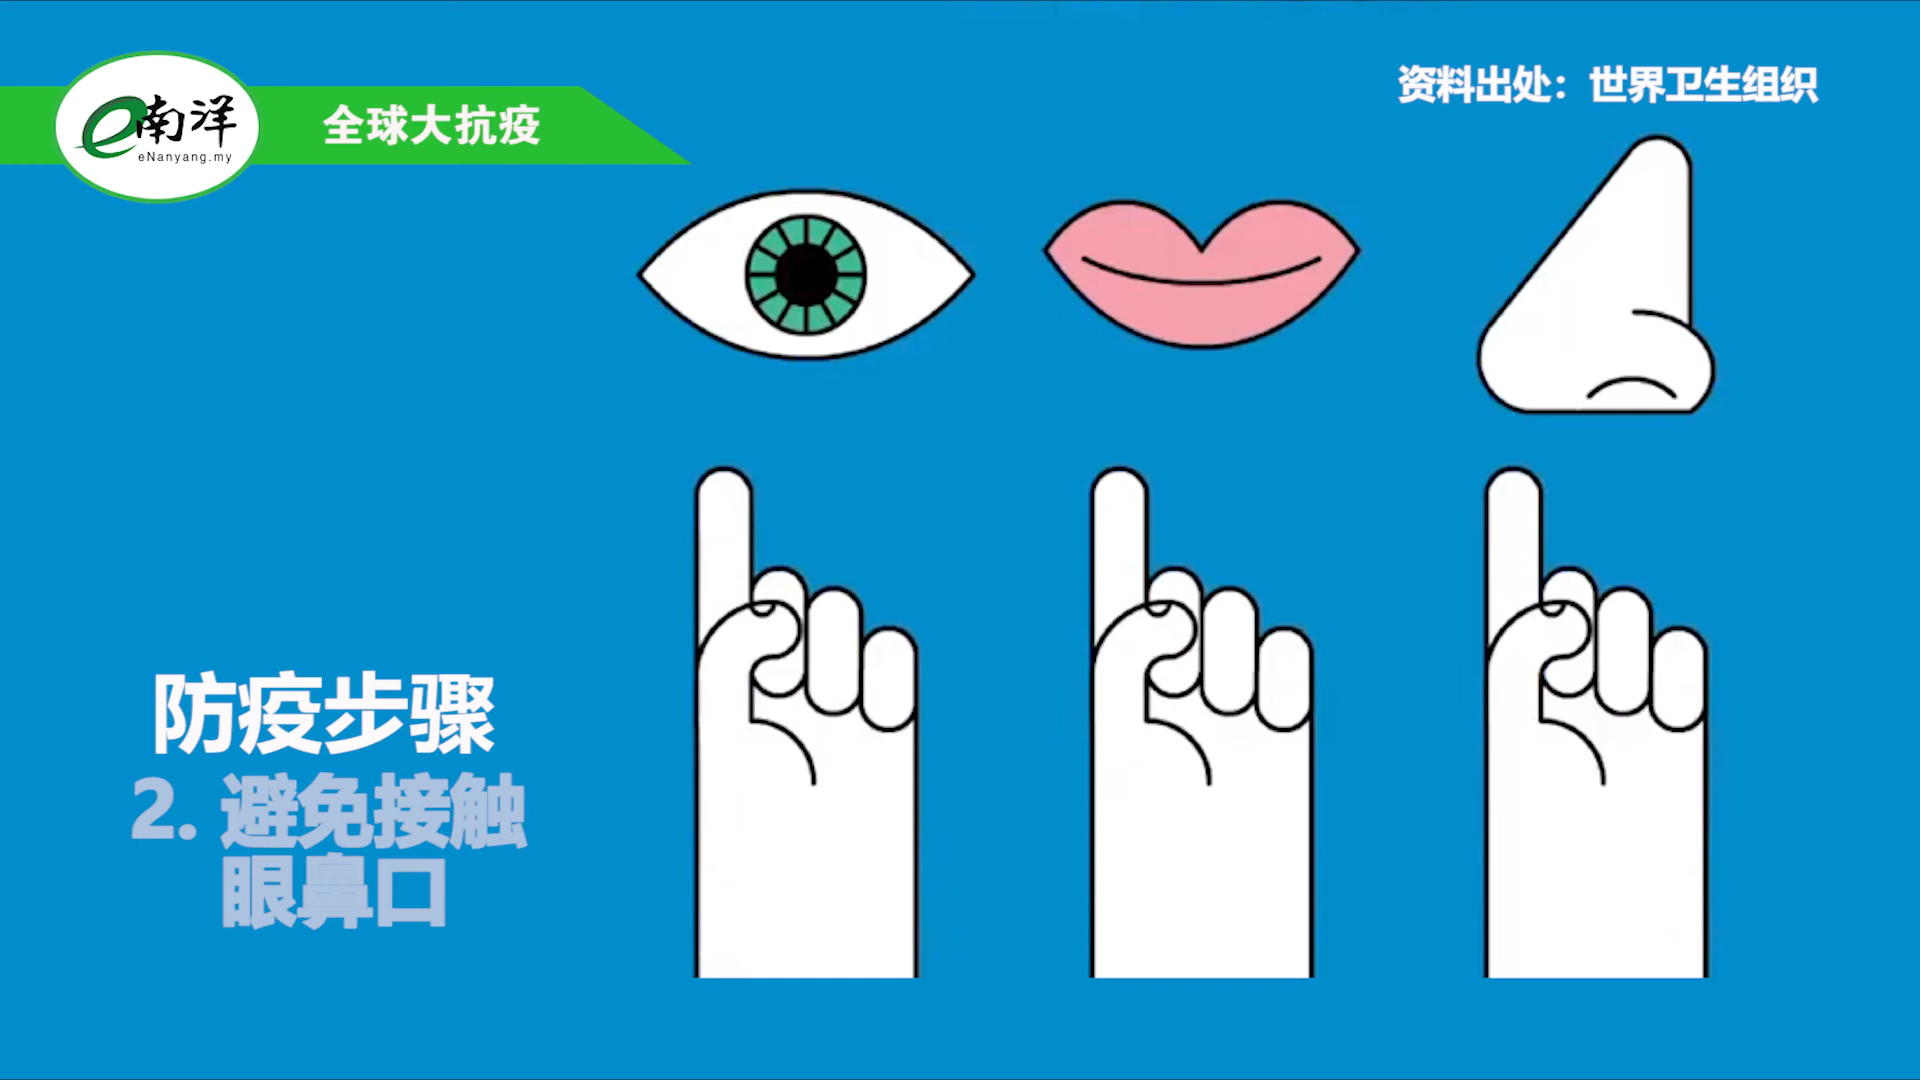 e南洋
eNanyang.my
全球大抗疫
资料出处：世界卫生组织
防疫步骤
2. 避免接触
眼鼻口